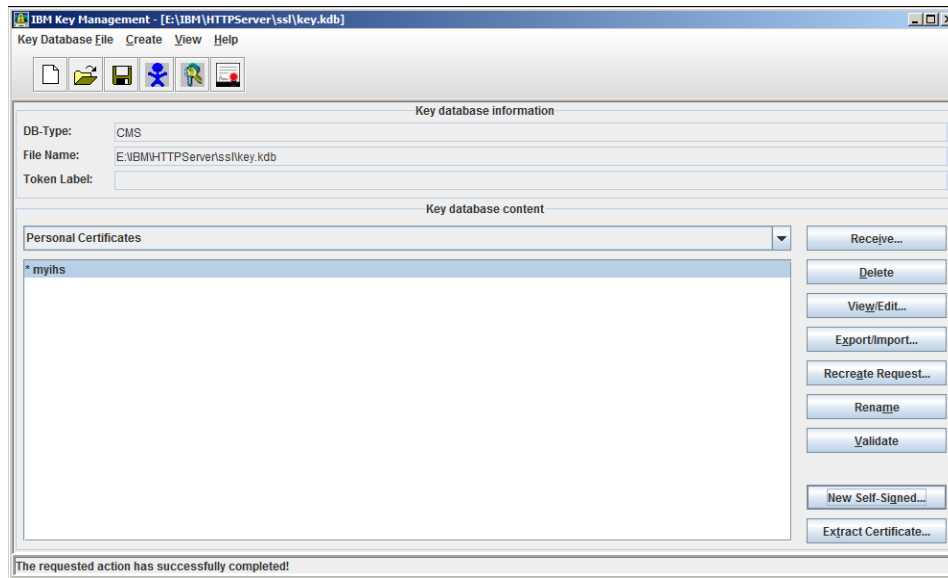 IBM Key Management - [E:\IBM\HTTPServer\ssl\key.kdb]
Key Database File Create View Help
Key database information
DB-Type: CMS
File Name: E:\IBM\HTTPServer\ssl\key.kdb
Token Label:
Key database content
Personal Certificates
Receive...
* myihs
Delete
View/Edit...
Export/Import...
Recreate Request...
Rename
Validate
New Self-Signed...
Extract Certificate...
The requested action has successfully completed!